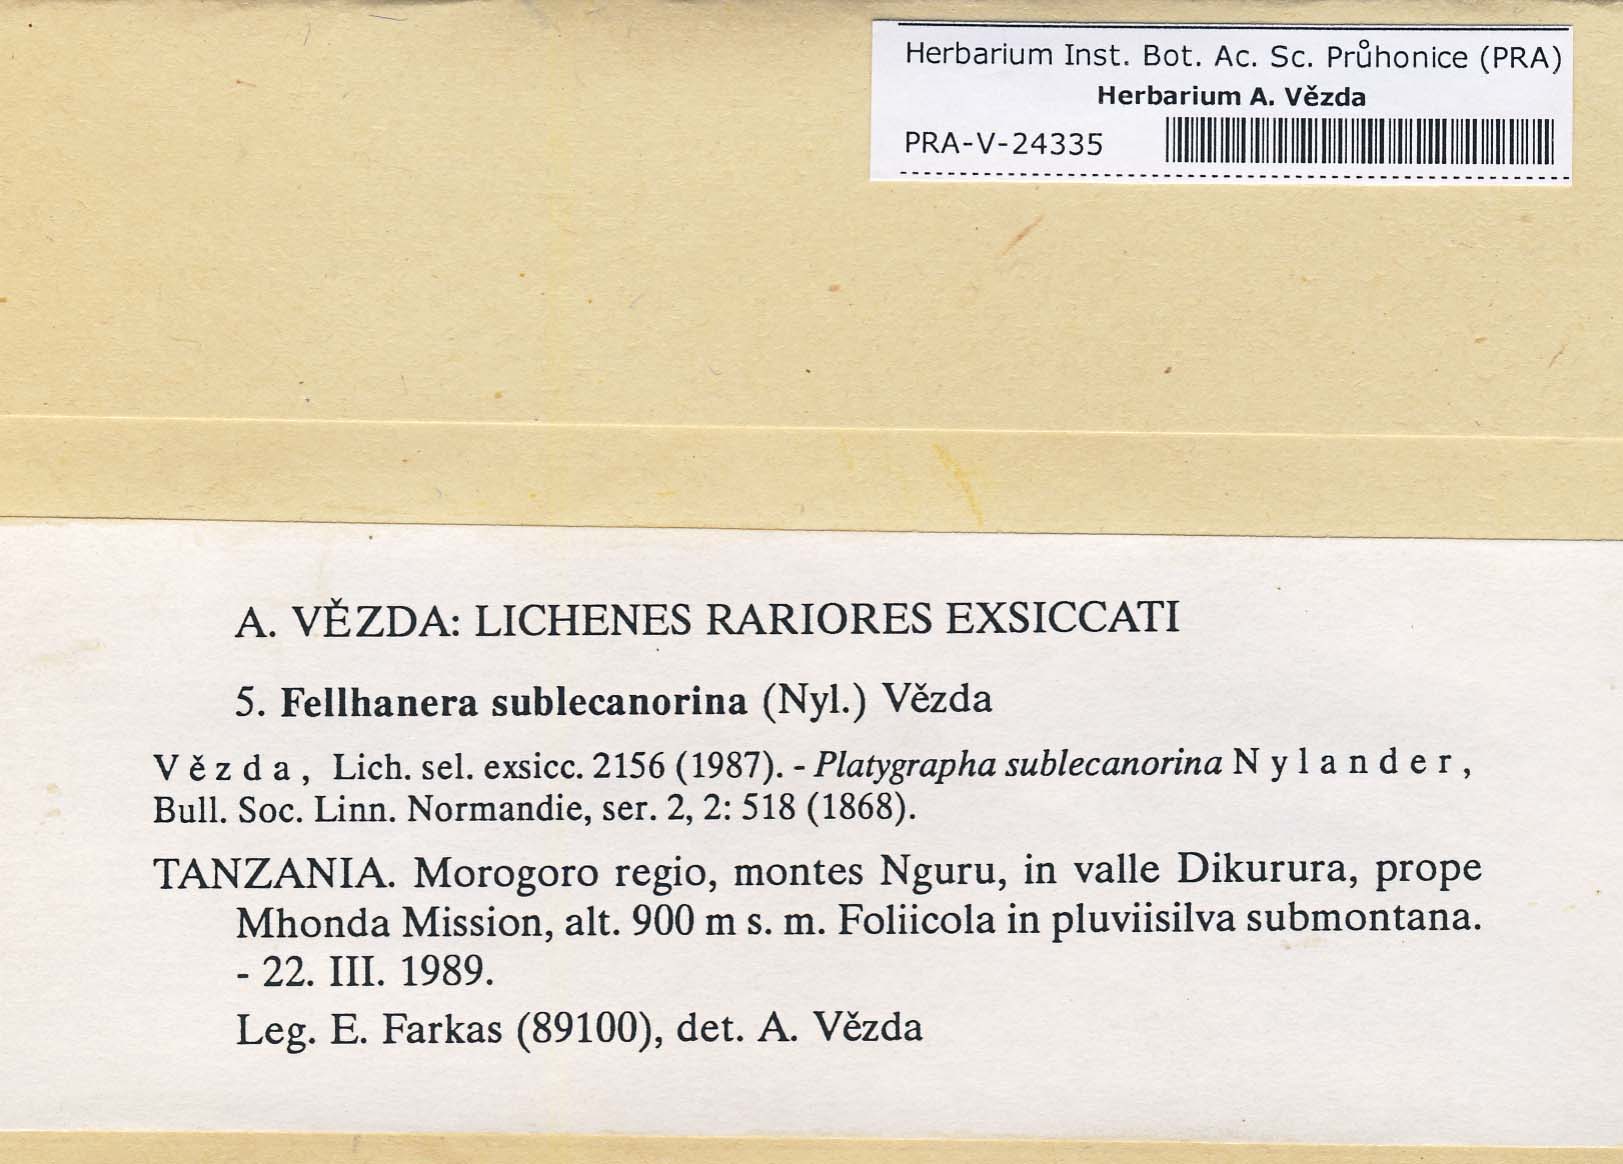 Herbarium Inst. Bot. Ac. Sc. Průhonice (PRA)
Herbarium A. Vězda
PRA-V-24335
A. VĚZDA: LICHENES RARIORES EXSICCATI
5. Fellhanera sublecanorina (Nyl.) Vězda
Vězda, Lich. sel. exsicc. 2156 (1987). - Platygrapha sublecanorina Nylander,
Bull. Soc. Linn. Normandie, ser. 2, 2: 518 (1868).
TANZANIA. Morogoro regio, montes Nguru, in valle Dikurura, prope
Mhonda Mission, alt. 900 m s. m. Foliicola in pluviisilva submontana.
- 22. III. 1989.
Leg. E. Farkas (89100), det. A. Vězda